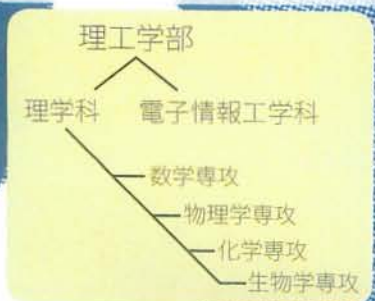 理工学部
理学科 電子情報工学科
数学専攻
物理学専攻
化学専攻
生物学専攻